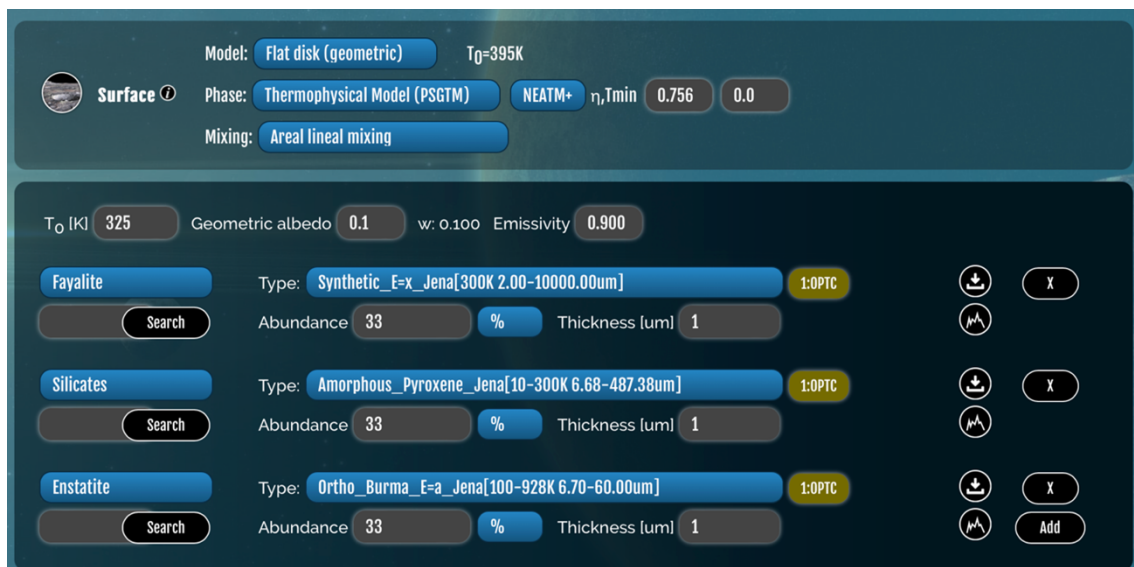 Model: Flat disk (geometric) T0=395K
Surface i Phase: Thermophysical Model (PSGTM) NEATM+ η,Tmin 0.756 0.0
Mixing: Areal lineal mixing
TO [K] 325 Geometric albedo 0.1 w: 0.100 Emissivity 0.900
Fayalite Type: Synthetic_E=x_Jena[300K 2.00-10000.00um] 1:OPTC X
Search Abundance 33 % Thickness [um] 1
Silicates Type: Amorphous_Pyroxene_Jena[10-300K 6.68-487.38um] 1:OPTC X
Search Abundance 33 % Thickness [um] 1
Enstatite Type: Ortho_Burma_E=a_Jena[100-928K 6.70-60.00um] 1:OPTC X
Search Abundance 33 % Thickness [um] 1 Add